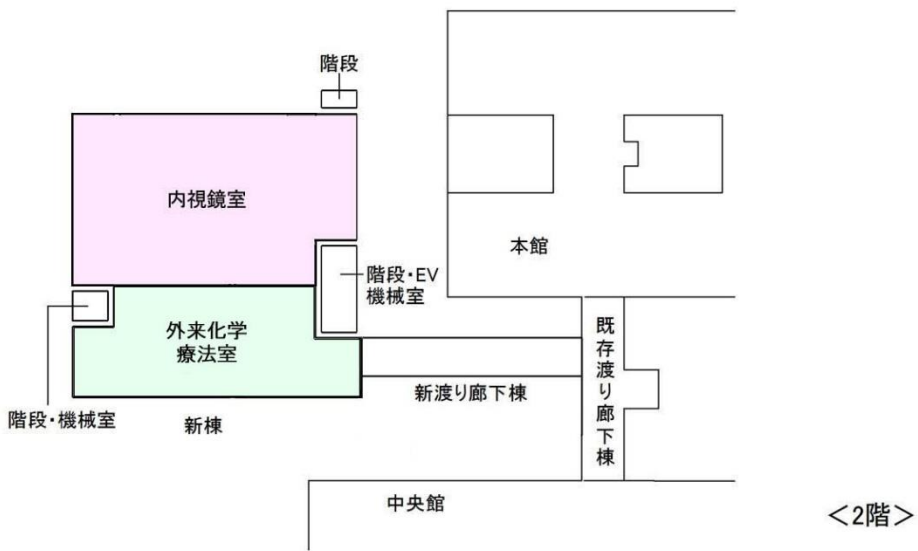 階段
内視鏡室
本館
階段・EV
機械室
外来化学
療法室
既存渡り廊下棟
新渡り廊下棟
階段・機械室
新棟
中央館
＜2階＞